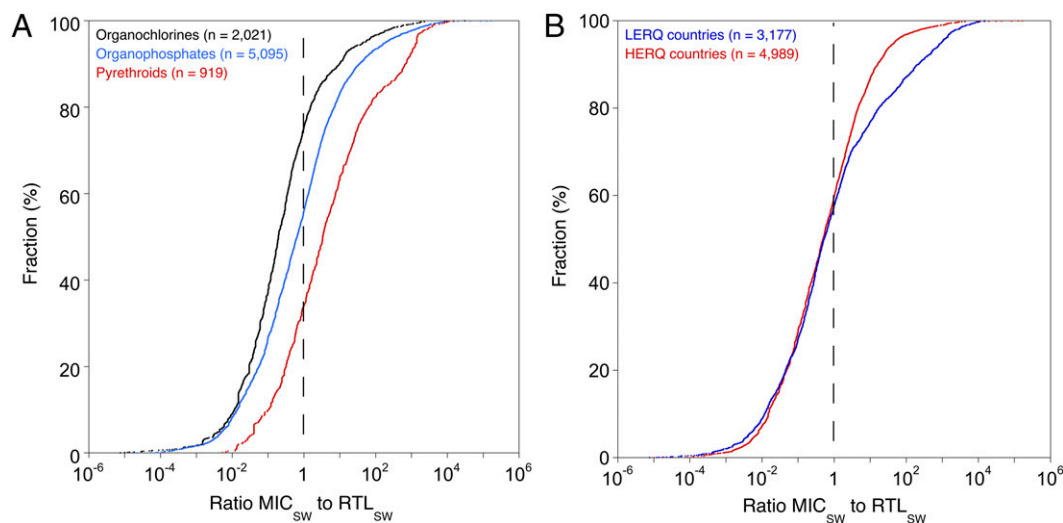 A
Organochlorines (n = 2,021)
Organophosphates (n = 5,095)
Pyrethroids (n = 919)
100
80
60
40
20
0
Fraction (%)
10^-6 10^-4 10^-2 1 10^2 10^4 10^6
Ratio MIC_SW to RTL_SW
B
LERQ countries (n = 3,177)
HERQ countries (n = 4,989)
100
80
60
40
20
0
Fraction (%)
10^-6 10^-4 10^-2 1 10^2 10^4 10^6
Ratio MIC_SW to RTL_SW